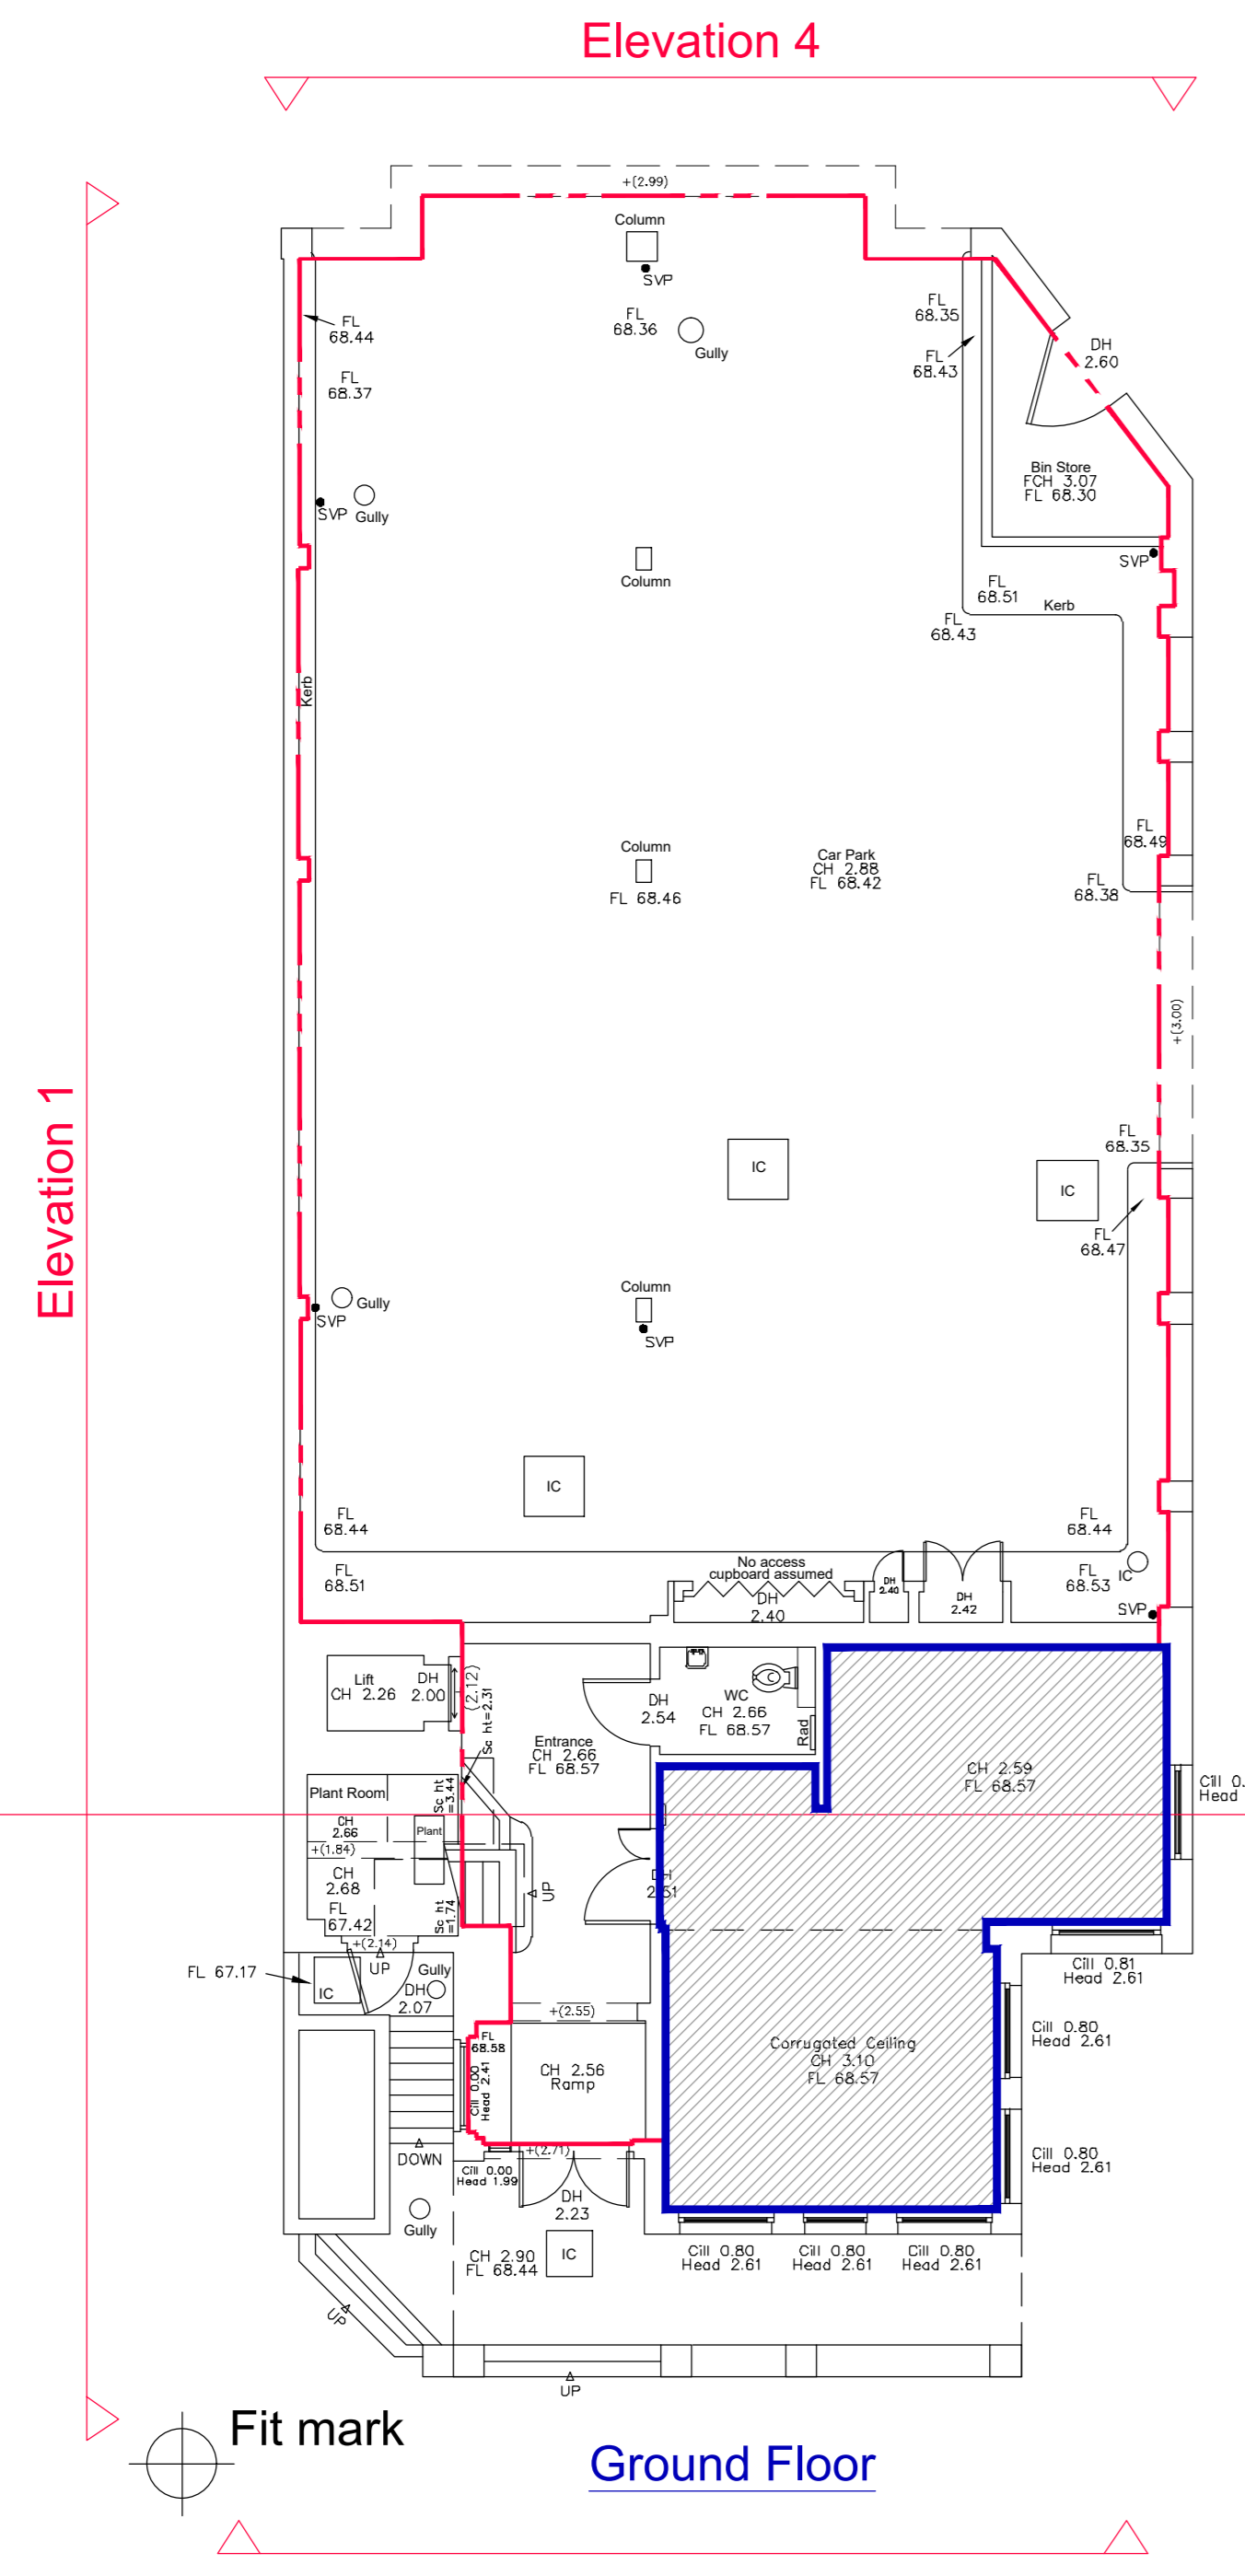 Elevation 4
+(2.99)
Column
SVP
FL
68.36
Gully
FL
68.35
FL
68.43
FL
68.44
FL
68.37
DH
2.60
Bin Store
FCH 3.07
FL 68.30
SVP
Gully
SVP
Column
FL
68.51
Kerb
FL
68.43
Kerb
Column
FL 68.46
Car Park
CH 2.88
FL 68.42
FL
68.49
FL
68.38
+(3.00)
Elevation 1
FL
68.35
IC
IC
FL
68.47
Gully
SVP
Column
SVP
IC
FL
68.44
FL
68.44
FL
68.51
No access
cupboard assumed
DH
2.40
DH
2.40
DH
2.42
FL
68.53
IC
SVP
Lift
CH 2.26
DH
2.00
(2.12)
Sc ht=2.31
Entrance
CH 2.66
FL 68.57
DH
2.54
WC
CH 2.66
FL 68.57
Rad
CH 2.59
FL 68.57
Cill 0.
Head
Plant Room
CH
2.66
+(1.84)
Sc ht
=3.44
Plant
CH
2.68
FL
67.42
Sc ht
=1.74
UP
DH
2.51
+(2.14)
UP
FL 67.17
IC
Gully
DH
2.07
+(2.55)
FL
68.58
Cill 0.00
Head 2.41
CH 2.56
Ramp
Corrugated Ceiling
CH 3.10
FL 68.57
Cill 0.81
Head 2.61
Cill 0.80
Head 2.61
Cill 0.80
Head 2.61
DOWN
+(2.71)
Cill 0.00
Head 1.99
DH
2.23
Gully
CH 2.90
FL 68.44
IC
Cill 0.80
Head 2.61
Cill 0.80
Head 2.61
Cill 0.80
Head 2.61
UP
UP
Fit mark
Ground Floor